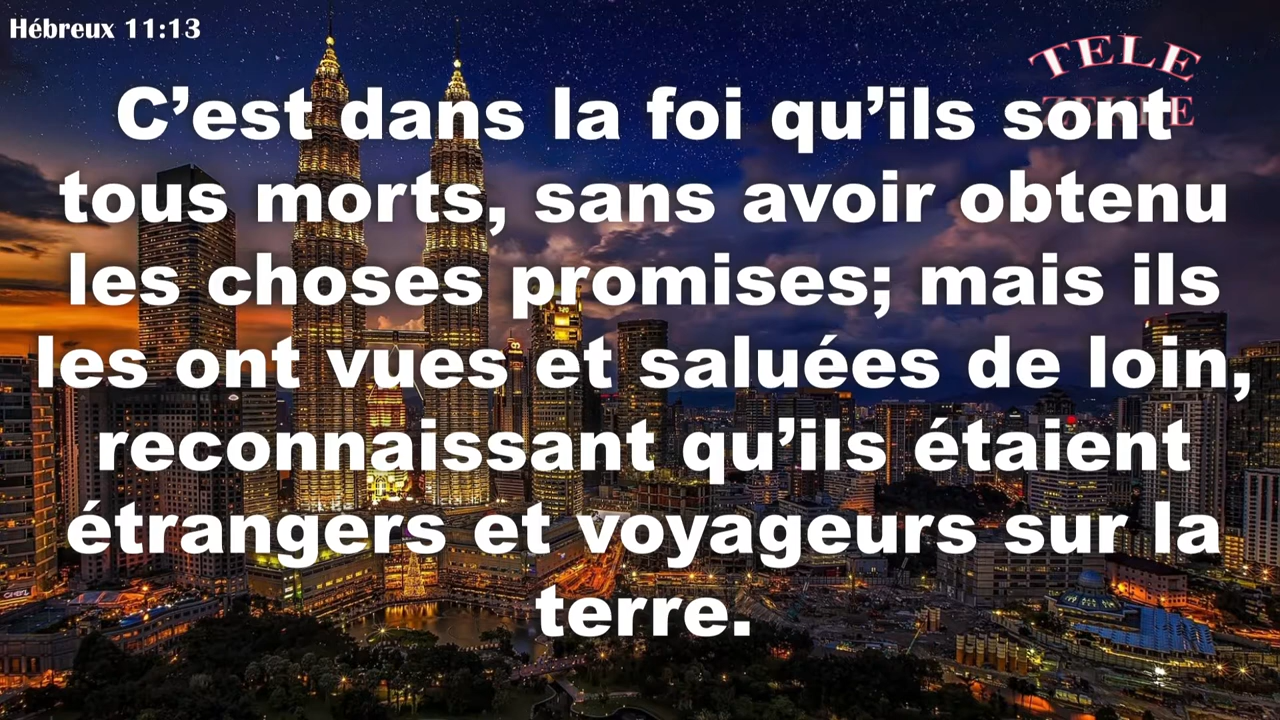 Hébreux 11:13
TELE
C’est dans la foi qu’ils sont
tous morts, sans avoir obtenu
les choses promises; mais ils
les ont vues et saluées de loin,
reconnaissant qu’ils étaient
étrangers et voyageurs sur la
terre.